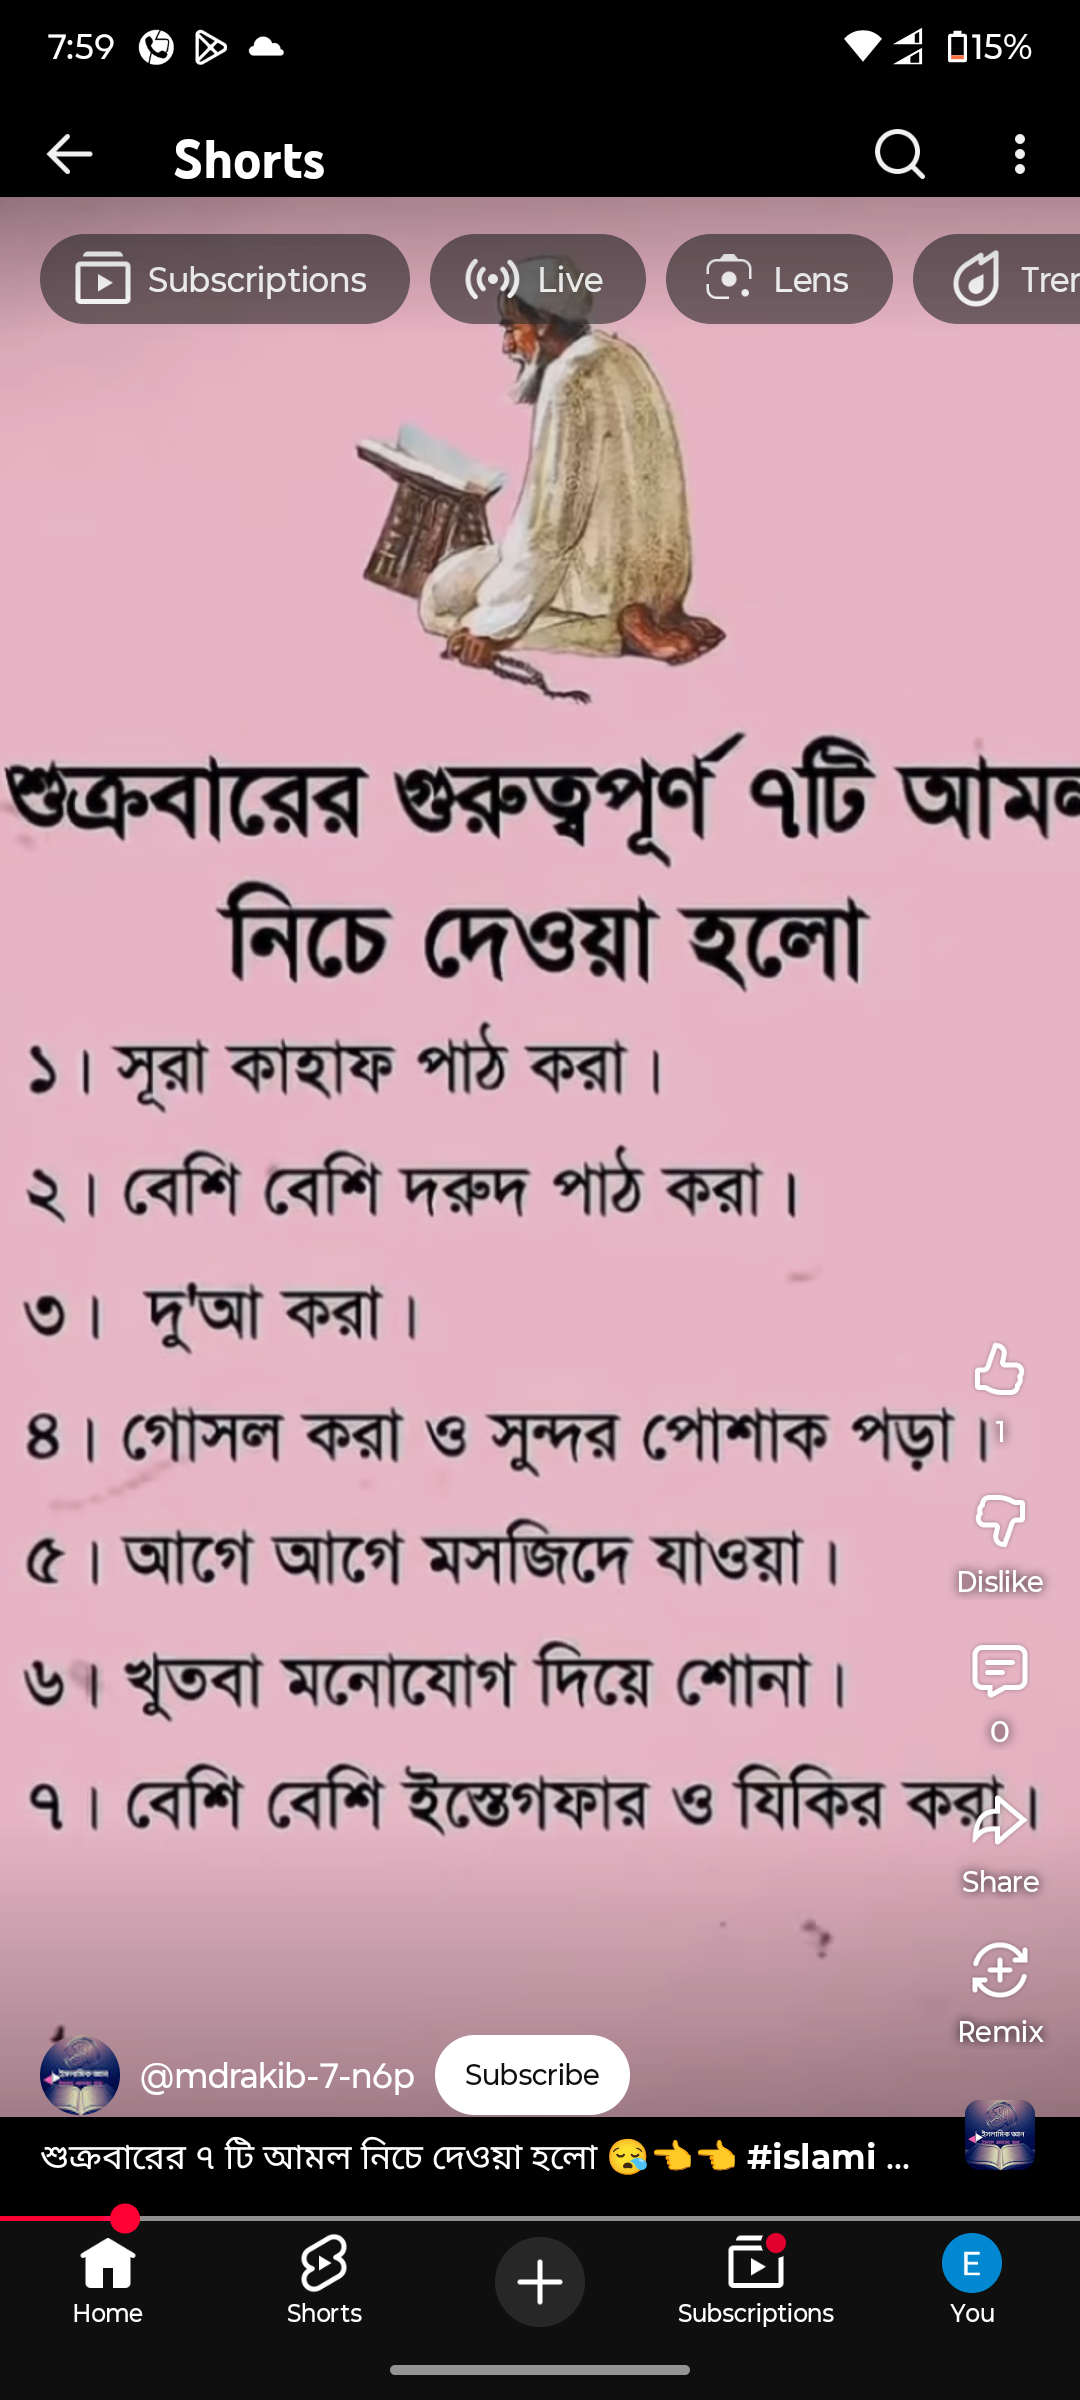 7:59
15%
Shorts
Subscriptions
Live
Lens
শুক্রবারের গুরুত্বপূর্ণ ৭টি আমল
নিচে দেওয়া হলো
১। সূরা কাহাফ পাঠ করা।
২। বেশি বেশি দরুদ পাঠ করা।
৩। দু'আ করা।
৪। গোসল করা ও সুন্দর পোশাক পড়া।
1
৫। আগে আগে মসজিদে যাওয়া।
Dislike
৬। খুতবা মনোযোগ দিয়ে শোনা।
0
৭। বেশি বেশি ইস্তেগফার ও যিকির করা।
Share
Remix
@mdrakib-7-n6p
Subscribe
শুক্রবারের ৭ টি আমল নিচে দেওয়া হলো 😪👈👈 #islami ...
Home
Shorts
Subscriptions
E
You